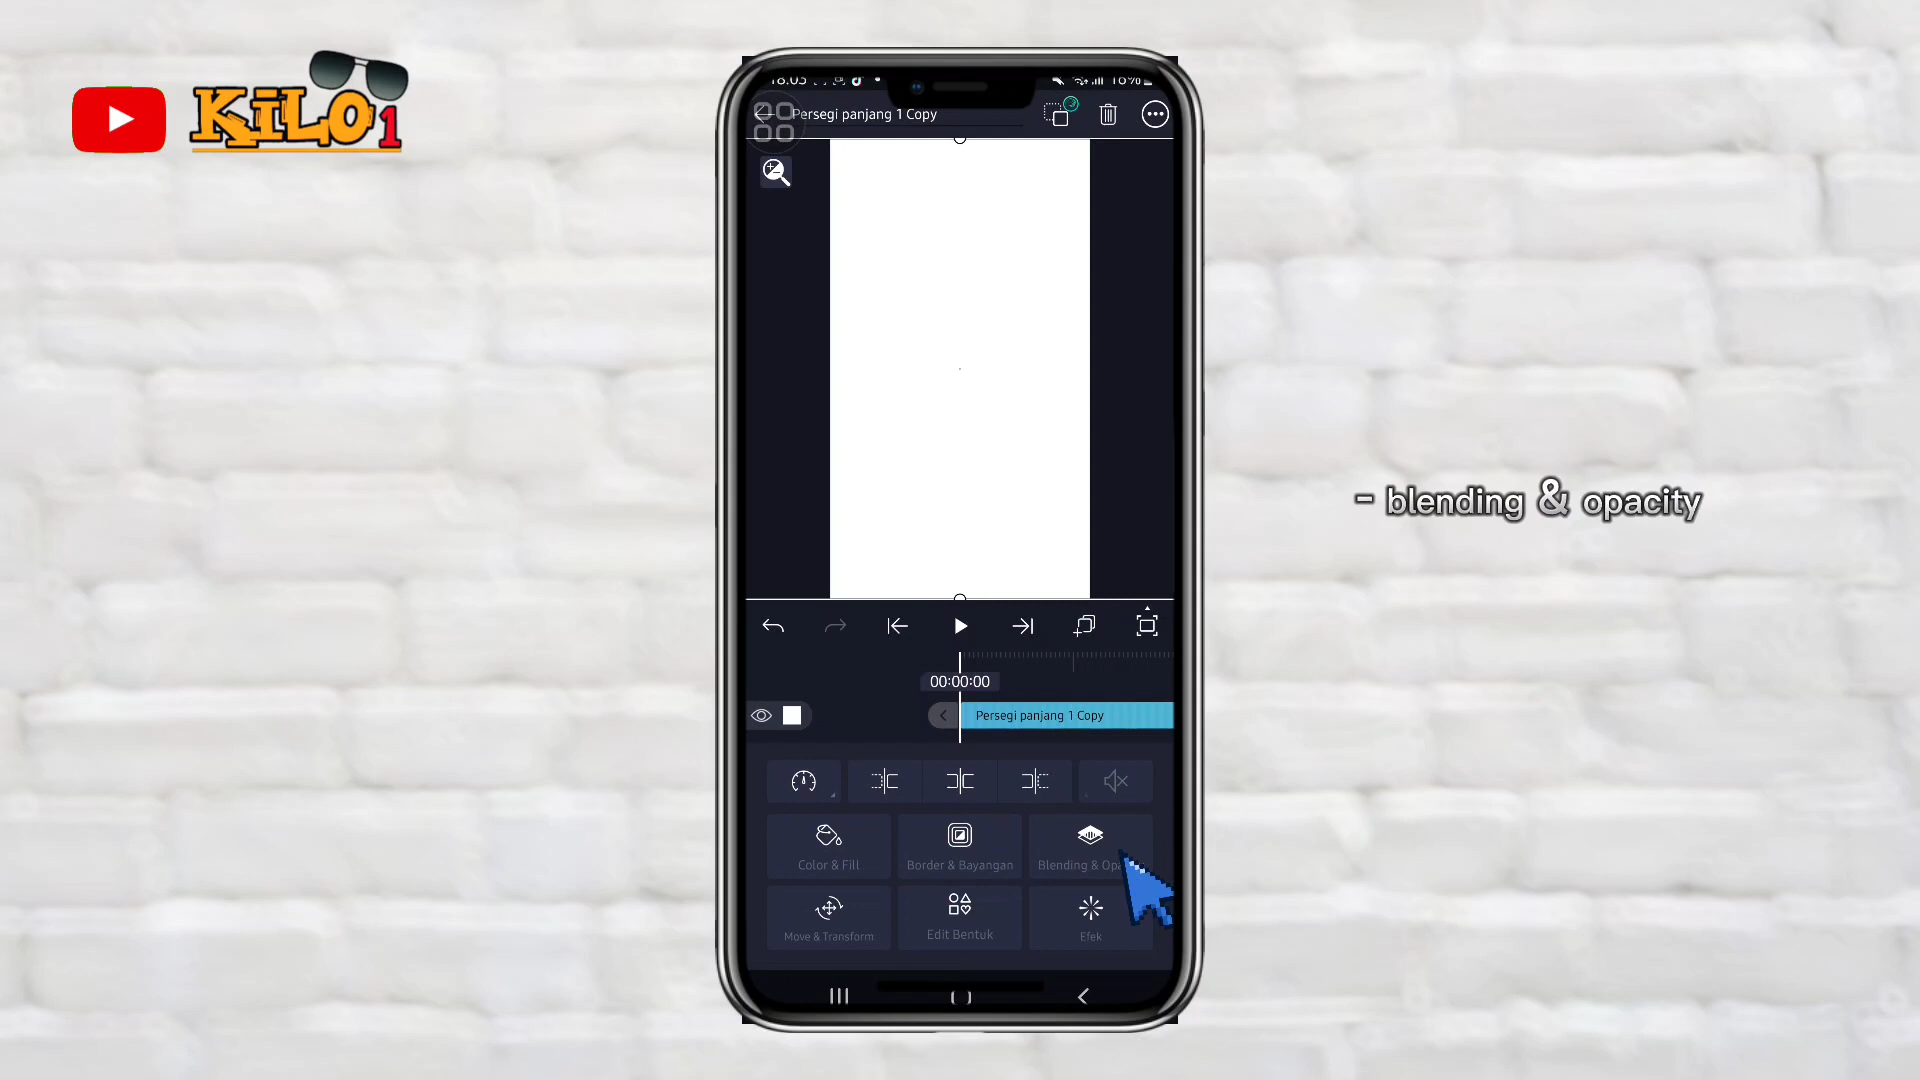 KiLO1
Persegi panjang 1 Copy
- blending & opacity
00:00:00
Persegi panjang 1 Copy
Color & Fill
Border & Bayangan
Blending & Op
Move & Transform
Edit Bentuk
Efek